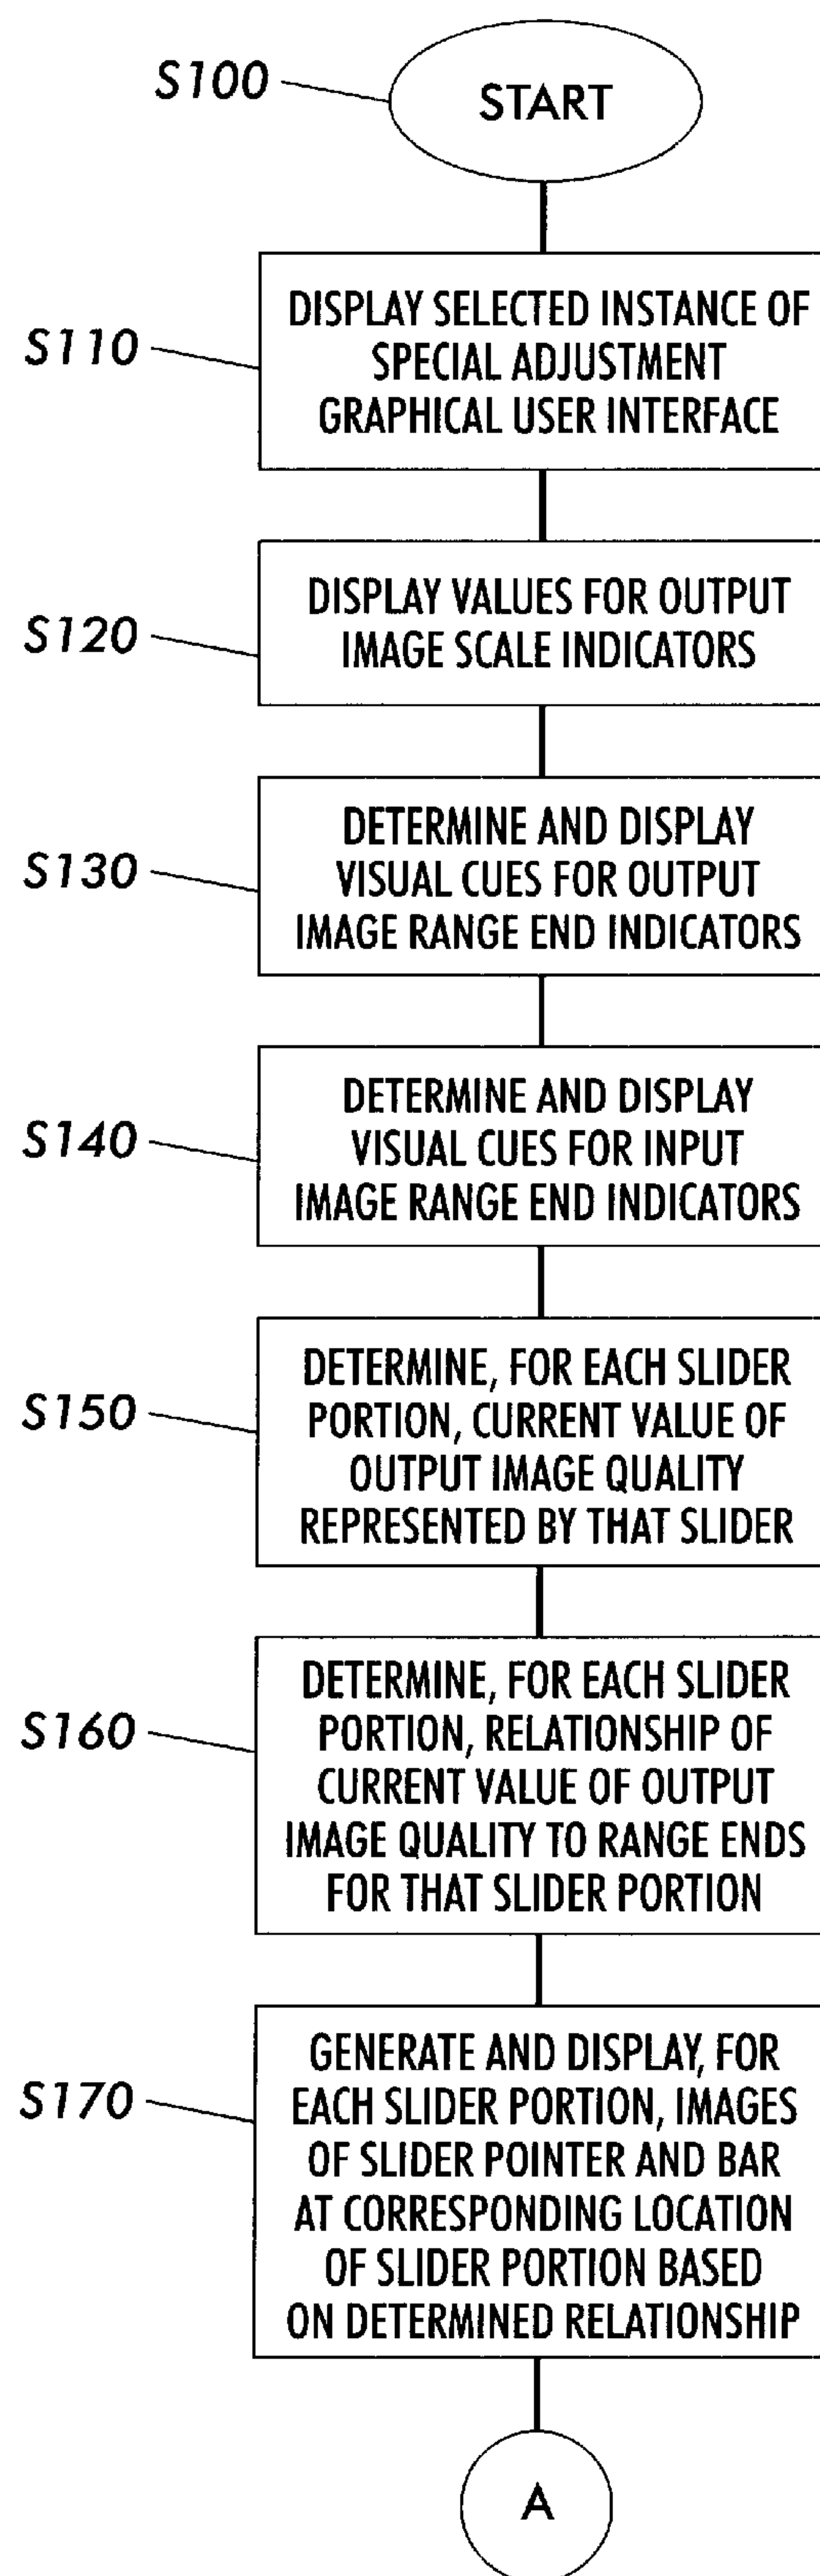 S100
START
S110
DISPLAY SELECTED INSTANCE OF
SPECIAL ADJUSTMENT
GRAPHICAL USER INTERFACE
S120
DISPLAY VALUES FOR OUTPUT
IMAGE SCALE INDICATORS
S130
DETERMINE AND DISPLAY
VISUAL CUES FOR OUTPUT
IMAGE RANGE END INDICATORS
S140
DETERMINE AND DISPLAY
VISUAL CUES FOR INPUT
IMAGE RANGE END INDICATORS
S150
DETERMINE, FOR EACH SLIDER
PORTION, CURRENT VALUE OF
OUTPUT IMAGE QUALITY
REPRESENTED BY THAT SLIDER
S160
DETERMINE, FOR EACH SLIDER
PORTION, RELATIONSHIP OF
CURRENT VALUE OF OUTPUT
IMAGE QUALITY TO RANGE ENDS
FOR THAT SLIDER PORTION
S170
GENERATE AND DISPLAY, FOR
EACH SLIDER PORTION, IMAGES
OF SLIDER POINTER AND BAR
AT CORRESPONDING LOCATION
OF SLIDER PORTION BASED
ON DETERMINED RELATIONSHIP
A